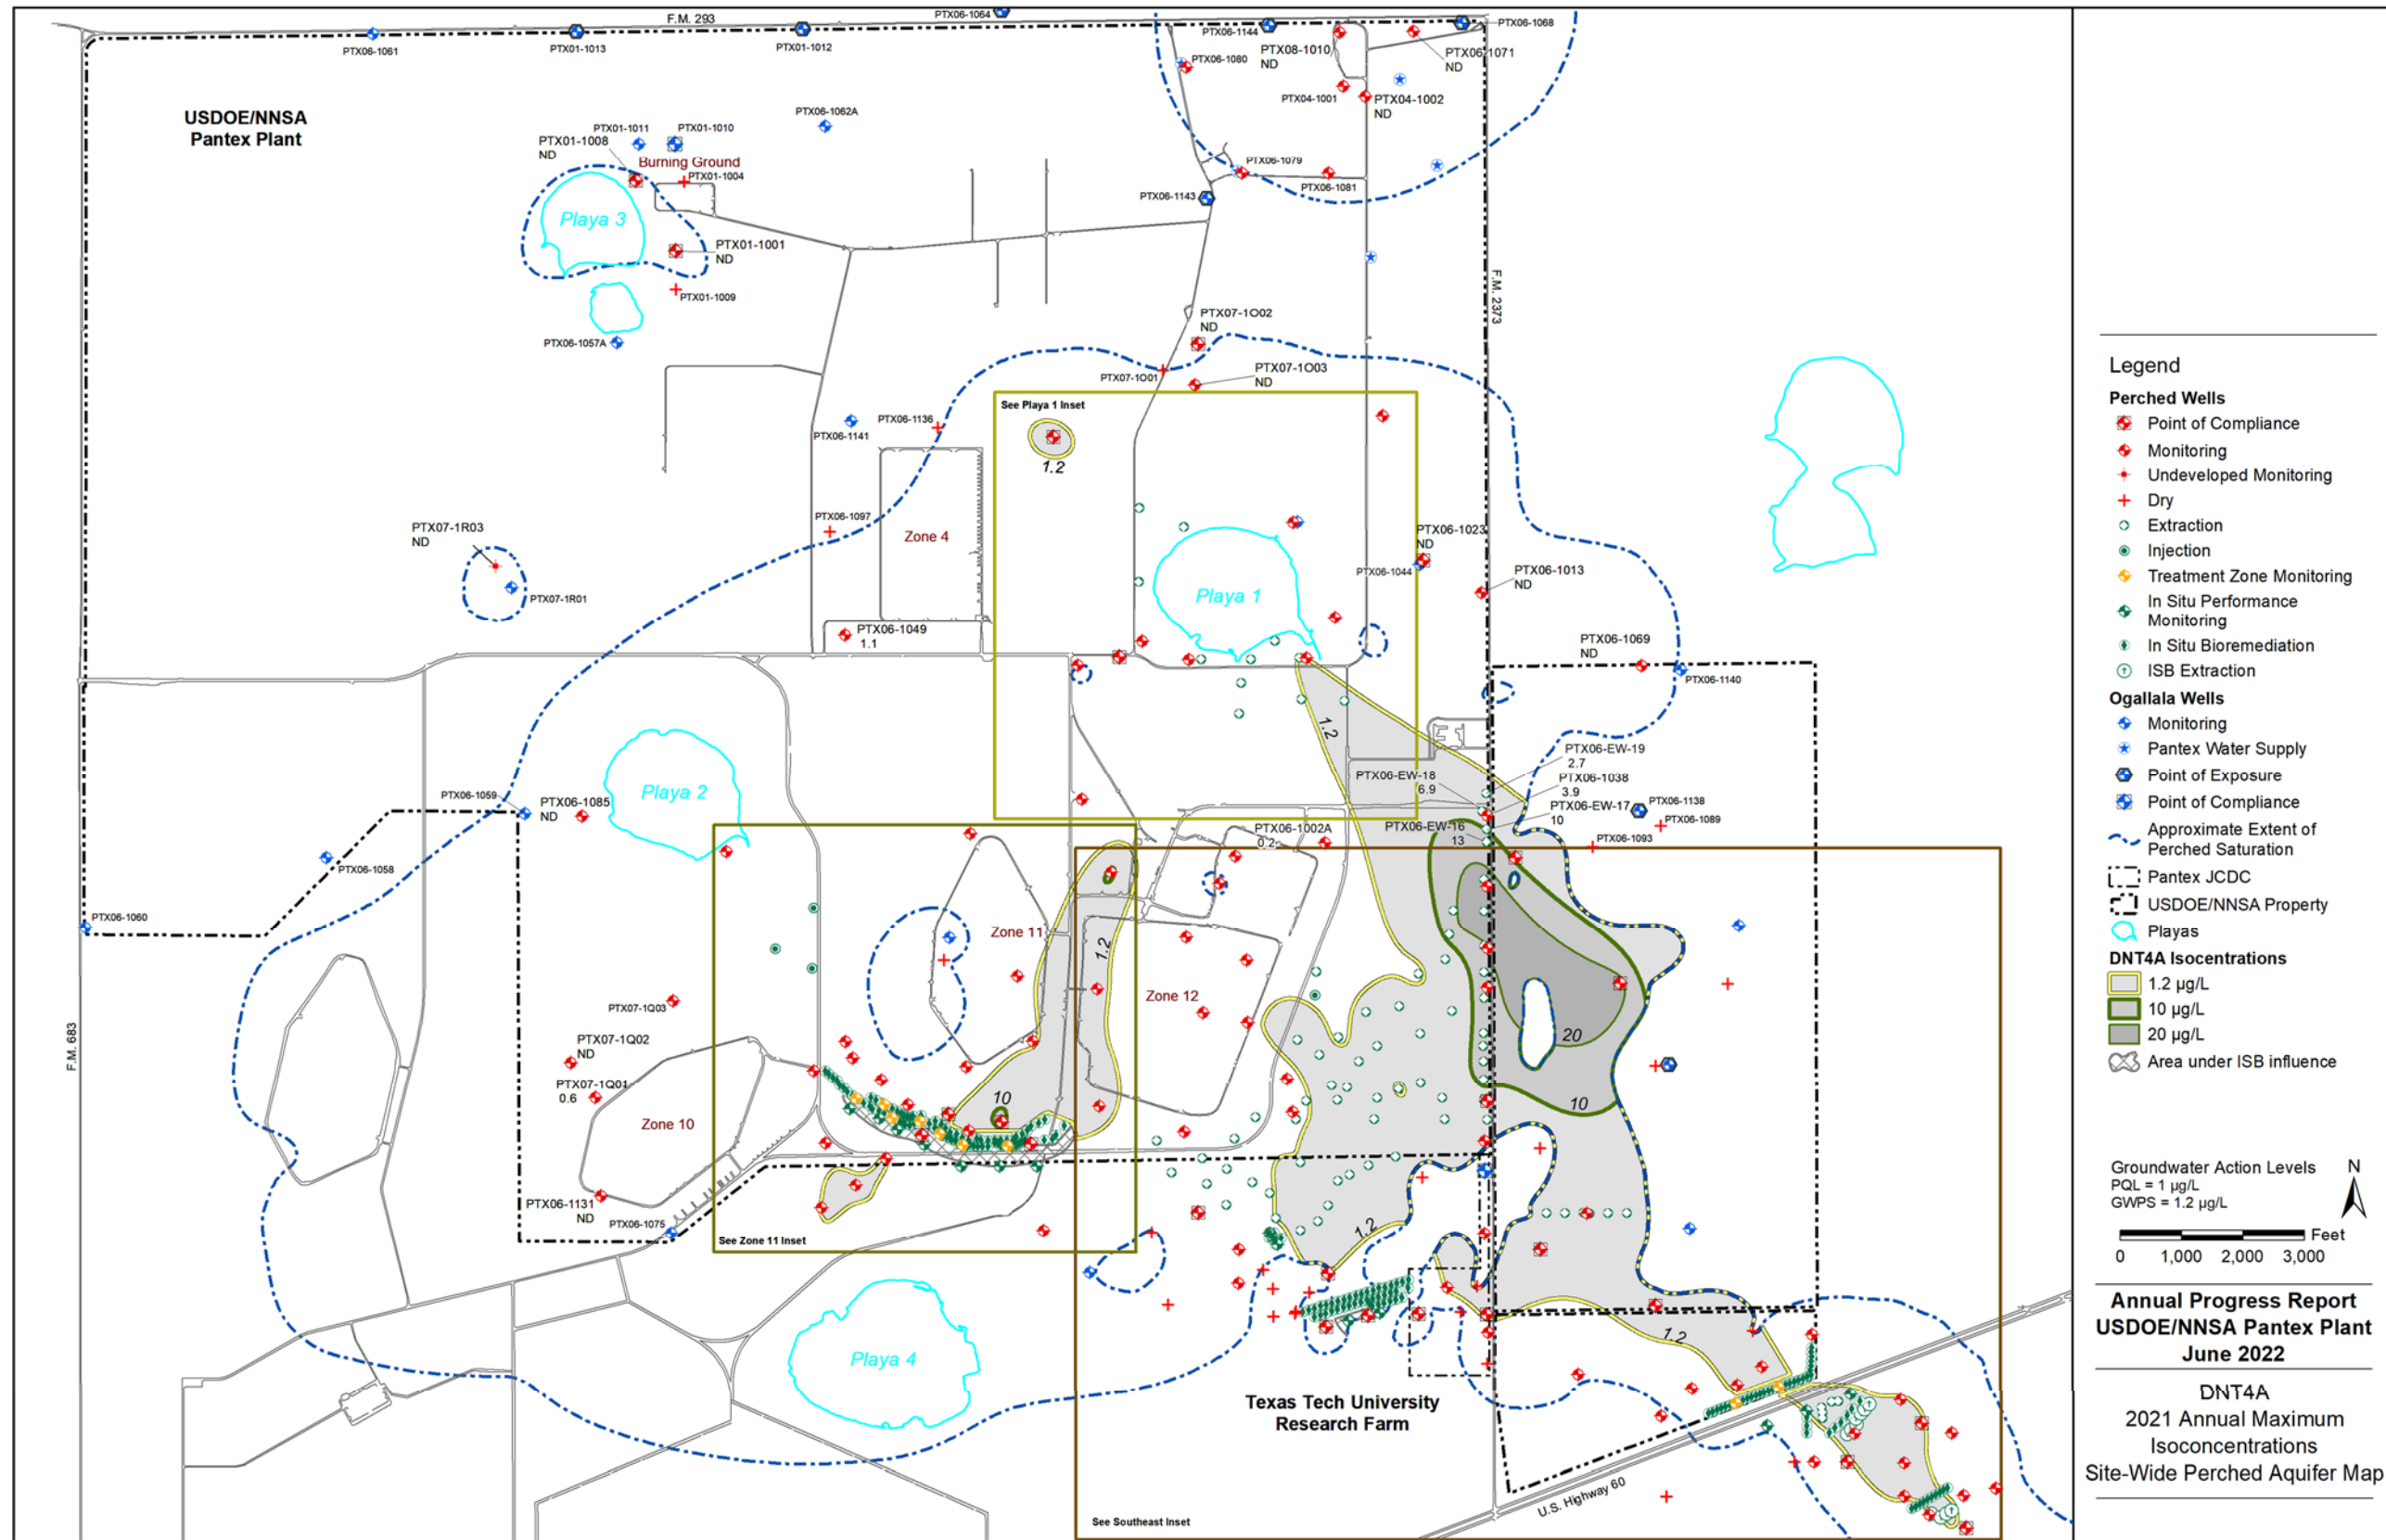 F.M. 293
PTX06-1064
PTX06-1061
PTX01-1013
PTX01-1012
PTX06-1144
PTX06-1068
PTX08-1010
ND
PTX06-1071
ND
PTX06-1080
PTX04-1001
PTX04-1002
ND
USDOE/NNSA
Pantex Plant
PTX06-1062A
PTX01-1011
PTX01-1010
PTX01-1008
ND
Burning Ground
PTX01-1004
PTX06-1079
PTX06-1081
PTX06-1143
Playa 3
PTX01-1001
ND
PTX01-1009
PTX06-1057A
F.M. 2373
PTX07-1O02
ND
PTX07-1O01
PTX07-1O03
ND
See Playa 1 Inset
PTX06-1136
PTX06-1141
1.2
PTX07-1R03
ND
PTX06-1097
Zone 4
PTX06-1023
ND
PTX06-1044
PTX06-1013
ND
PTX07-1R01
Playa 1
PTX06-1049
1.1
PTX06-1069
ND
PTX06-1140
1.2
PTX06-EW-19
2.7
PTX06-EW-18
6.9
PTX06-1038
3.9
PTX06-EW-17
10
PTX06-EW-16
13
PTX06-1138
PTX06-1089
PTX06-1093
Playa 2
PTX06-1059
PTX06-1085
ND
PTX06-1002A
0.2
PTX06-1058
PTX06-1060
Zone 11
1.2
Zone 12
PTX07-1Q03
20
PTX07-1Q02
ND
PTX07-1Q01
0.6
F.M. 683
10
10
Zone 10
PTX06-1131
ND
PTX06-1075
See Zone 11 Inset
1.2
1.2
Playa 4
Texas Tech University
Research Farm
U.S. Highway 60
See Southeast Inset
Legend
Perched Wells
Point of Compliance
Monitoring
Undeveloped Monitoring
Dry
Extraction
Injection
Treatment Zone Monitoring
In Situ Performance
Monitoring
In Situ Bioremediation
ISB Extraction
Ogallala Wells
Monitoring
Pantex Water Supply
Point of Exposure
Point of Compliance
Approximate Extent of
Perched Saturation
Pantex JCDC
USDOE/NNSA Property
Playas
DNT4A Isocentrations
1.2 µg/L
10 µg/L
20 µg/L
Area under ISB influence
Groundwater Action Levels
PQL = 1 µg/L
GWPS = 1.2 µg/L
N
Feet
0 1,000 2,000 3,000
Annual Progress Report
USDOE/NNSA Pantex Plant
June 2022
DNT4A
2021 Annual Maximum
Isoconcentrations
Site-Wide Perched Aquifer Map